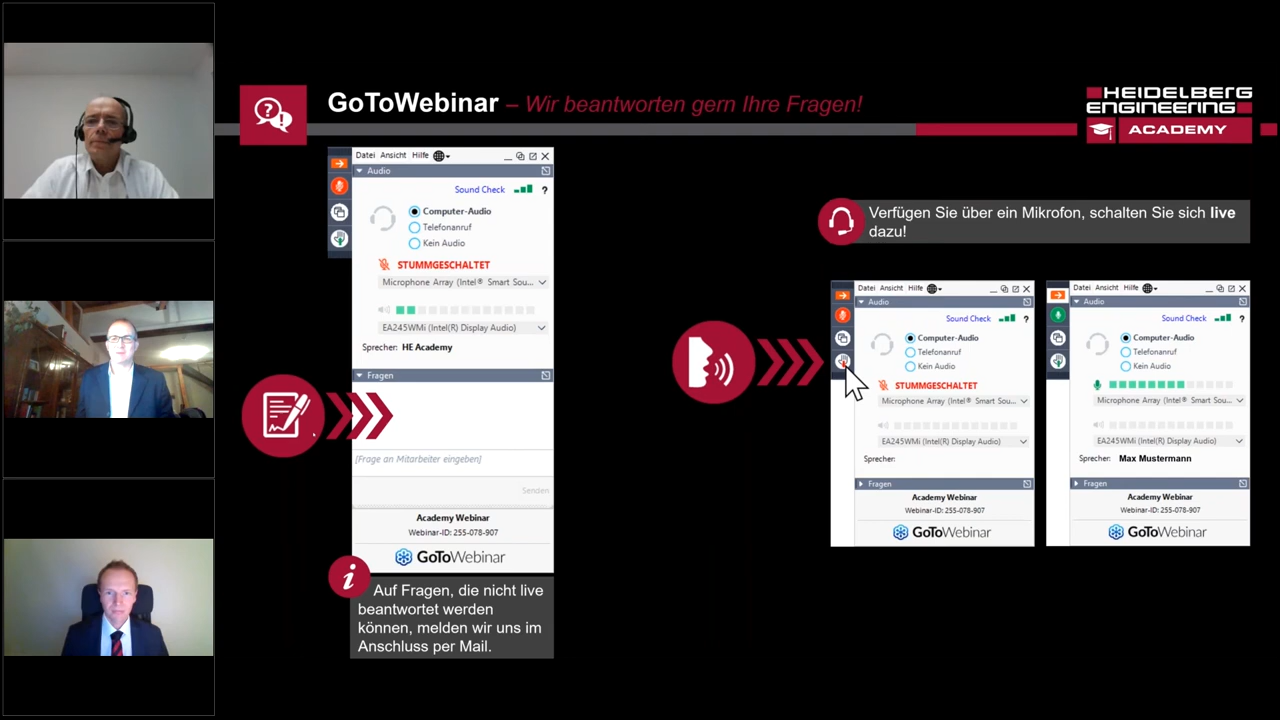 GoToWebinar – Wir beantworten gern Ihre Fragen!
HEIDELBERG
ENGINEERING
ACADEMY
Datei Ansicht Hilfe
Audio
Sound Check ?
Computer-Audio
Telefonanruf
Kein Audio
STUMMGESCHALTET
Microphone Array (Intel® Smart Sou...
EA245WMi (Intel(R) Display Audio)
Sprecher: HE Academy
Fragen
[Frage an Mitarbeiter eingeben]
Senden
Academy Webinar
Webinar-ID: 255-078-907
GoToWebinar
i
Auf Fragen, die nicht live
beantwortet werden
können, melden wir uns im
Anschluss per Mail.
Verfügen Sie über ein Mikrofon, schalten Sie sich live
dazu!
Datei Ansicht Hilfe
Audio
Sound Check ?
Computer-Audio
Telefonanruf
Kein Audio
STUMMGESCHALTET
Microphone Array (Intel® Smart Sou...
EA245WMi (Intel(R) Display Audio)
Sprecher:
Fragen
Academy Webinar
Webinar-ID: 255-078-907
GoToWebinar
Datei Ansicht Hilfe
Audio
Sound Check ?
Computer-Audio
Telefonanruf
Kein Audio
Microphone Array (Intel® Smart Sou...
EA245WMi (Intel(R) Display Audio)
Sprecher: Max Mustermann
Fragen
Academy Webinar
Webinar-ID: 255-078-907
GoToWebinar